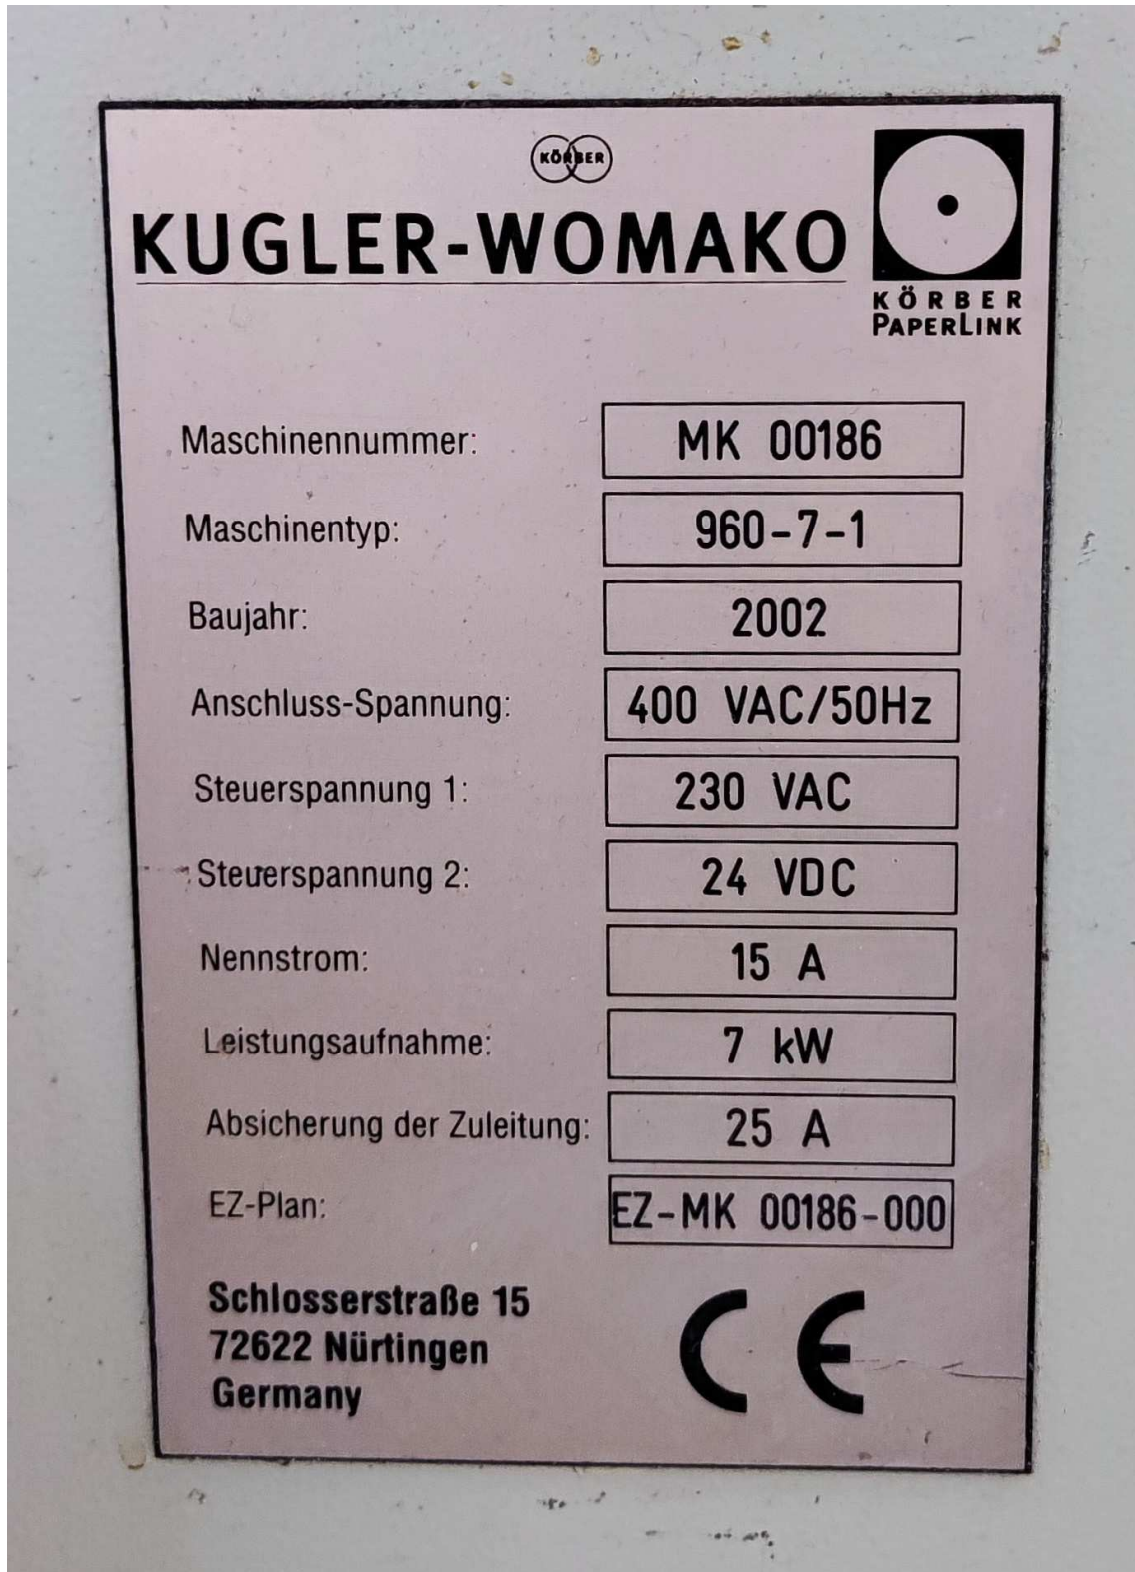 KÖRBER
KUGLER-WOMAKO
KÖRBER
PAPERLINK
Maschinennummer: MK 00186
Maschinentyp: 960-7-1
Baujahr: 2002
Anschluss-Spannung: 400 VAC/50Hz
Steuerspannung 1: 230 VAC
Steuerspannung 2: 24 VDC
Nennstrom: 15 A
Leistungsaufnahme: 7 kW
Absicherung der Zuleitung: 25 A
EZ-Plan: EZ-MK 00186-000
Schlosserstraße 15
72622 Nürtingen
Germany
CE